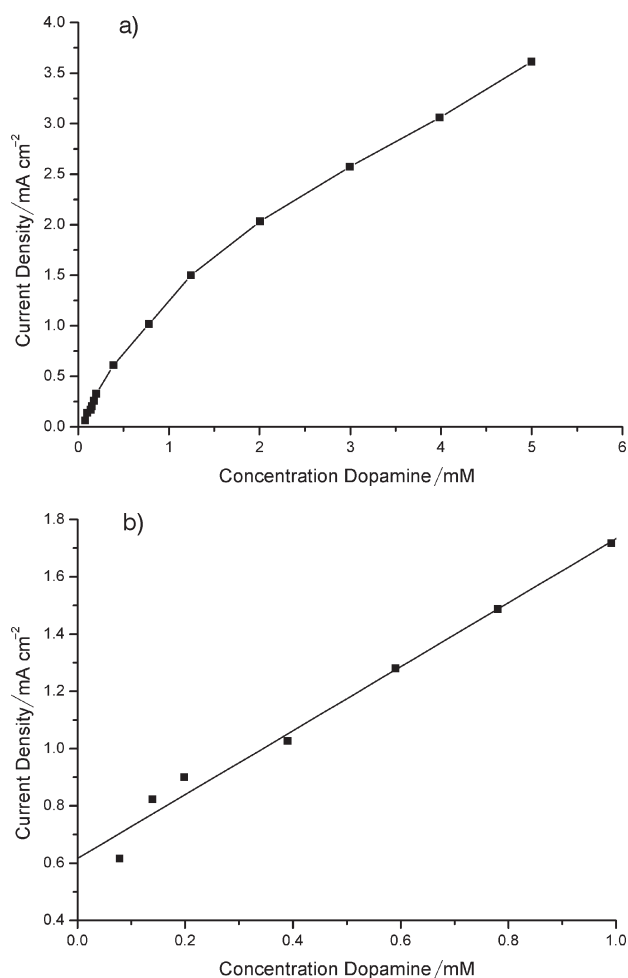 a)
4.0
3.5
3.0
2.5
2.0
1.5
1.0
0.5
0.0
Current Density/mA cm⁻²
0 1 2 3 4 5 6
Concentration Dopamine/mM
b)
1.8
1.6
1.4
1.2
1.0
0.8
0.6
0.4
Current Density/mA cm⁻²
0.0 0.2 0.4 0.6 0.8 1.0
Concentration Dopamine/mM